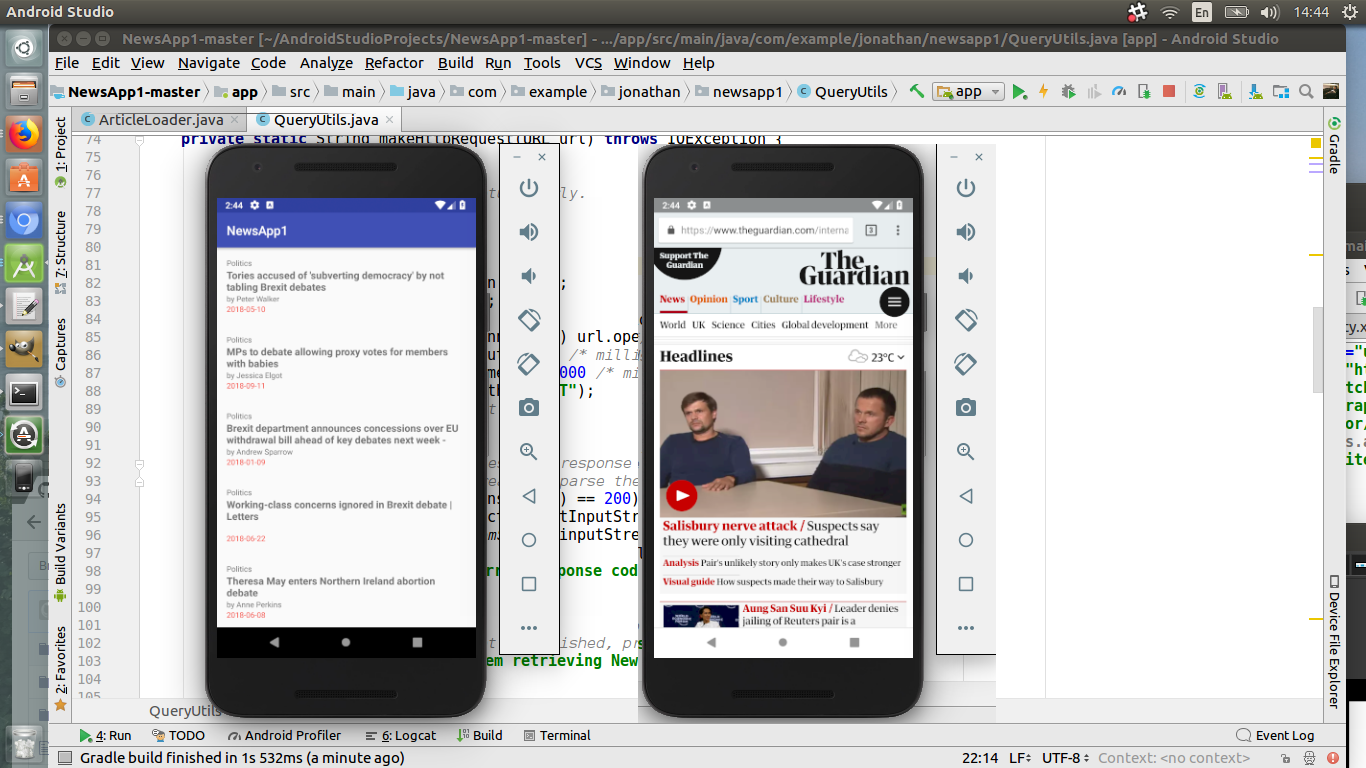 Android Studio
En
14:44
NewsApp1-master [~/AndroidStudioProjects/NewsApp1-master] - .../app/src/main/java/com/example/jonathan/newsapp1/QueryUtils.java [app] - Android Studio
File Edit View Navigate Code Analyze Refactor Build Run Tools VCS Window Help
NewsApp1-master app src main java com example jonathan newsapp1 QueryUtils
app
ArticleLoader.java
QueryUtils.java
1: Project
7: Structure
Captures
Build Variants
2: Favorites
Gradle
Device File Explorer
74 private static String makeHttpRequest(URL url) throws IOException {
75
76
77 ly.
78
79
80
81
82 ;
83 ;
84
85 ) url.ope
86 /* milli
87 000 /* mi
88 T");
89
90
91
92 response
93 parse the
94 ) == 200)
95 tInputStr
96 inputStre
97
98 ponse cod
99
100
101
102 ished, pr
103 em retrieving New
104
105
2:44
NewsApp1
Politics
Tories accused of 'subverting democracy' by not
tabling Brexit debates
by Peter Walker
2018-05-10
Politics
MPs to debate allowing proxy votes for members
with babies
by Jessica Elgot
2018-09-11
Politics
Brexit department announces concessions over EU
withdrawal bill ahead of key debates next week -
by Andrew Sparrow
2018-01-09
Politics
Working-class concerns ignored in Brexit debate |
Letters
2018-06-22
Politics
Theresa May enters Northern Ireland abortion
debate
by Anne Perkins
2018-06-08
2:44
https://www.theguardian.com/interna
3
Support The
Guardian
The
Guardian
News Opinion Sport Culture Lifestyle
World UK Science Cities Global development More
Headlines
23°C
Salisbury nerve attack / Suspects say
they were only visiting cathedral
Analysis Pair's unlikely story only makes UK's case stronger
Visual guide How suspects made their way to Salisbury
Aung San Suu Kyi / Leader denies
jailing of Reuters pair is a
QueryUtils
4: Run TODO Android Profiler 6: Logcat Build Terminal Event Log
Gradle build finished in 1s 532ms (a minute ago)
22:14 LF UTF-8 Context: <no context>